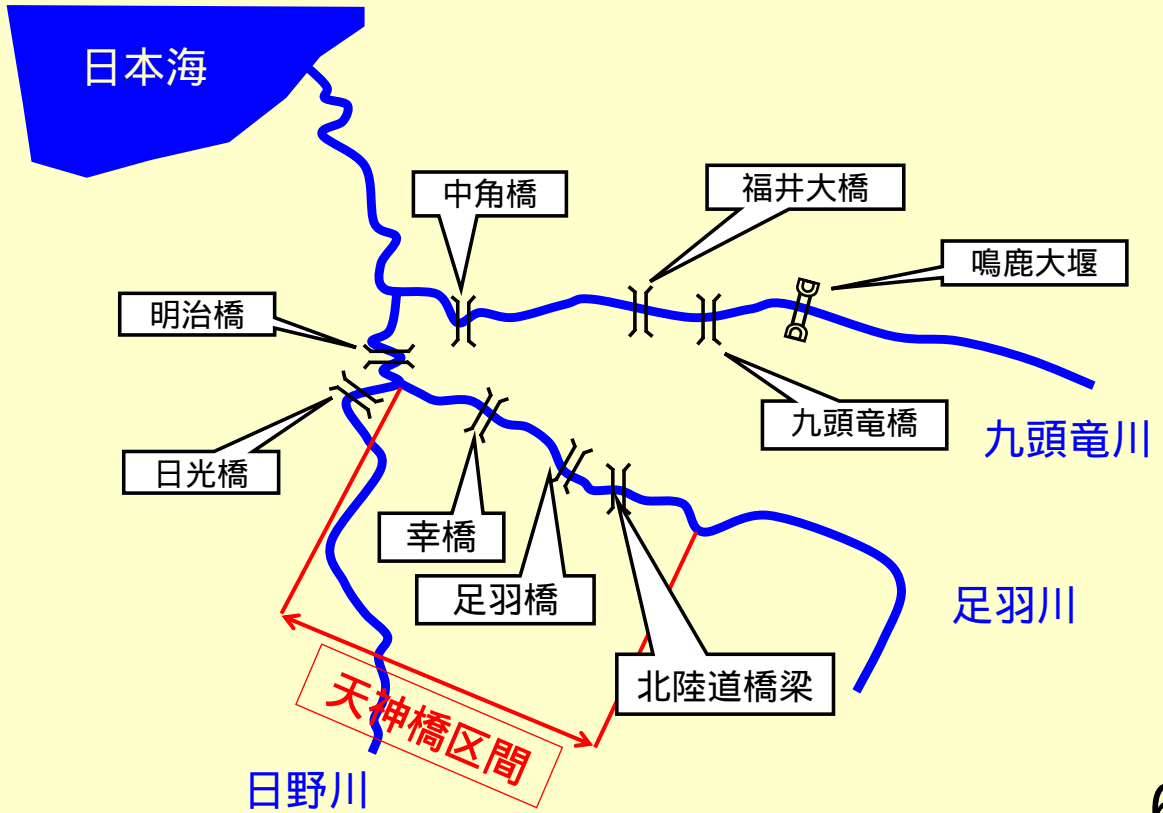 日本海
中角橋
福井大橋
鳴鹿大堰
明治橋
九頭竜橋
九頭竜川
日光橋
幸橋
足羽橋
足羽川
北陸道橋梁
天神橋区間
日野川